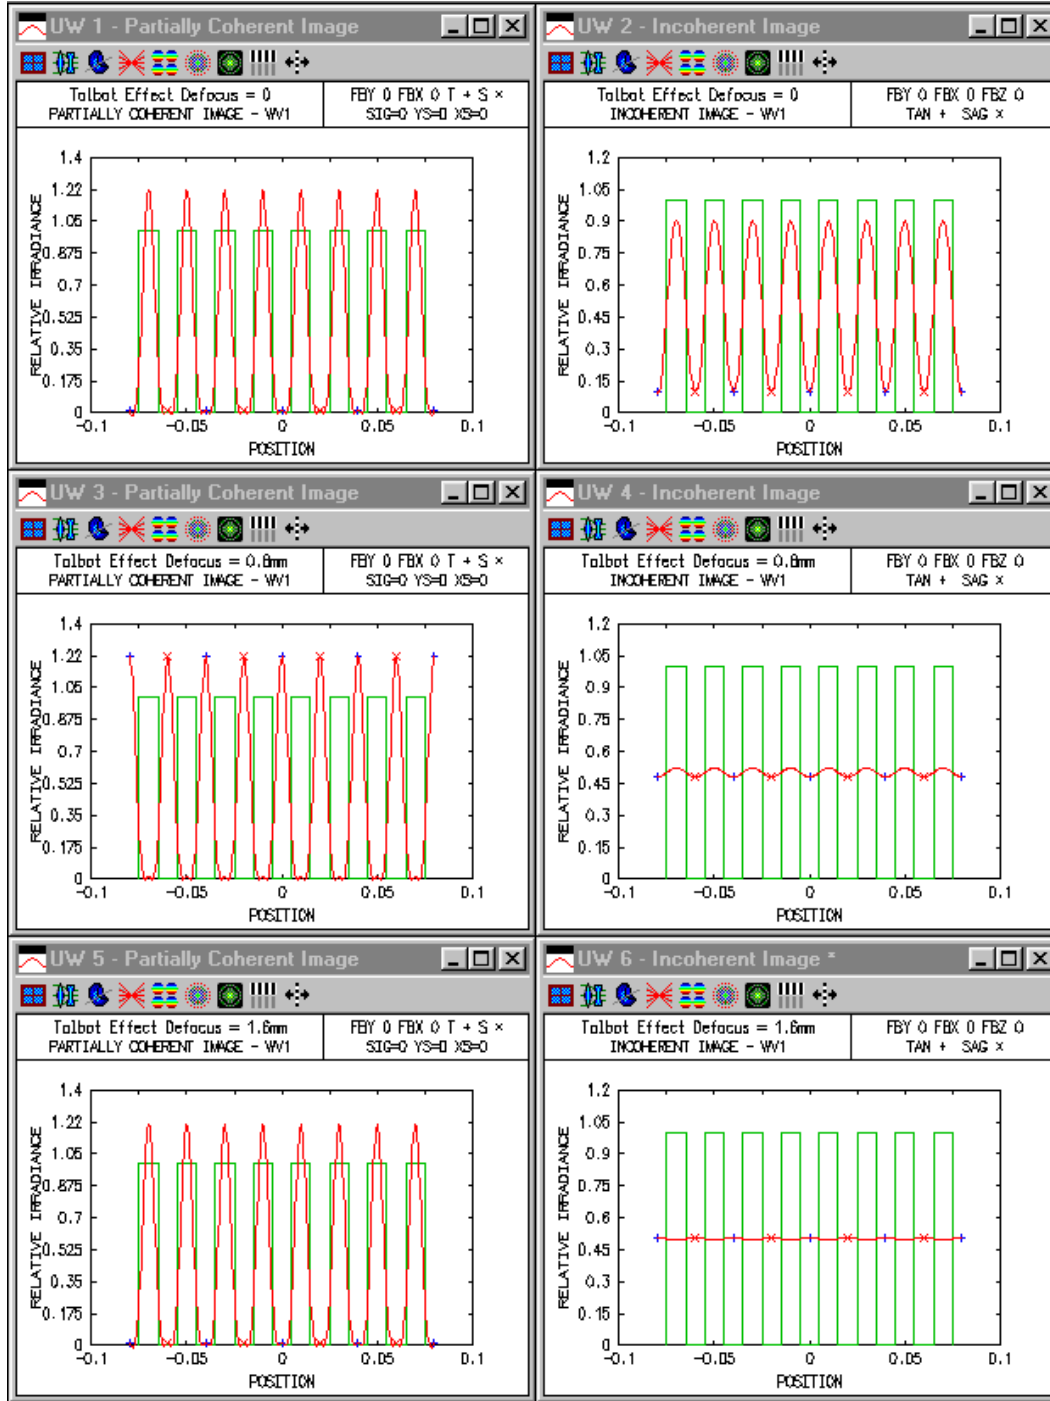 UW 1 - Partially Coherent Image
Talbot Effect Defocus = 0
PARTIALLY COHERENT IMAGE - WV1
FBY 0 FBX 0 T + S ×
SIG=0 YS=0 XS=0
RELATIVE IRRADIANCE
1.4
1.22
1.05
0.875
0.7
0.525
0.35
0.175
0
-0.1
-0.05
0
0.05
0.1
POSITION
UW 2 - Incoherent Image
Talbot Effect Defocus = 0
INCOHERENT IMAGE - WV1
FBY 0 FBX 0 FBZ 0
TAN + SAG ×
RELATIVE IRRADIANCE
1.2
1.05
0.9
0.75
0.6
0.45
0.3
0.15
0
-0.1
-0.05
0
0.05
0.1
POSITION
UW 3 - Partially Coherent Image
Talbot Effect Defocus = 0.8mm
PARTIALLY COHERENT IMAGE - WV1
FBY 0 FBX 0 T + S ×
SIG=0 YS=0 XS=0
RELATIVE IRRADIANCE
1.4
1.22
1.05
0.875
0.7
0.525
0.35
0.175
0
-0.1
-0.05
0
0.05
0.1
POSITION
UW 4 - Incoherent Image
Talbot Effect Defocus = 0.8mm
INCOHERENT IMAGE - WV1
FBY 0 FBX 0 FBZ 0
TAN + SAG ×
RELATIVE IRRADIANCE
1.2
1.05
0.9
0.75
0.6
0.45
0.3
0.15
0
-0.1
-0.05
0
0.05
0.1
POSITION
UW 5 - Partially Coherent Image
Talbot Effect Defocus = 1.6mm
PARTIALLY COHERENT IMAGE - WV1
FBY 0 FBX 0 T + S ×
SIG=0 YS=0 XS=0
RELATIVE IRRADIANCE
1.4
1.22
1.05
0.875
0.7
0.525
0.35
0.175
0
-0.1
-0.05
0
0.05
0.1
POSITION
UW 6 - Incoherent Image *
Talbot Effect Defocus = 1.6mm
INCOHERENT IMAGE - WV1
FBY 0 FBX 0 FBZ 0
TAN + SAG ×
RELATIVE IRRADIANCE
1.2
1.05
0.9
0.75
0.6
0.45
0.3
0.15
0
-0.1
-0.05
0
0.05
0.1
POSITION